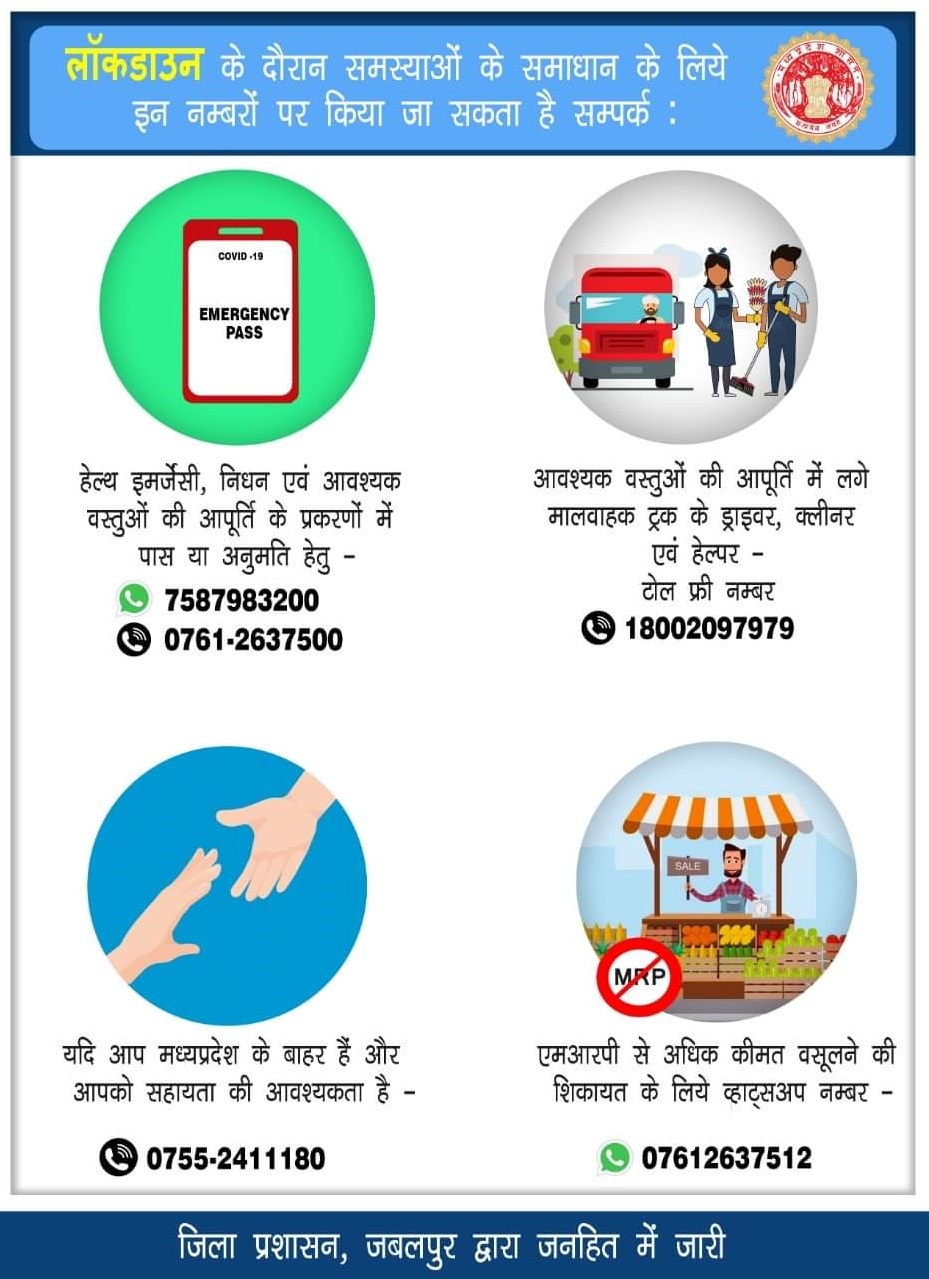 लॉकडाउन के दौरान समस्याओं के समाधान के लिये
इन नम्बरों पर किया जा सकता है सम्पर्क :
मध्यप्रदेश शासन
सत्यमेव जयते
COVID -19
EMERGENCY
PASS
हेल्थ इमर्जेंसी, निधन एवं आवश्यक
वस्तुओं की आपूर्ति के प्रकरणों में
पास या अनुमति हेतु -
7587983200
0761-2637500
आवश्यक वस्तुओं की आपूर्ति में लगे
मालवाहक ट्रक के ड्राइवर, क्लीनर
एवं हेल्पर -
टोल फ्री नम्बर
18002097979
यदि आप मध्यप्रदेश के बाहर हैं और
आपको सहायता की आवश्यकता है -
0755-2411180
SALE
MRP
एमआरपी से अधिक कीमत वसूलने की
शिकायत के लिये व्हाट्सअप नम्बर -
07612637512
जिला प्रशासन, जबलपुर द्वारा जनहित में जारी